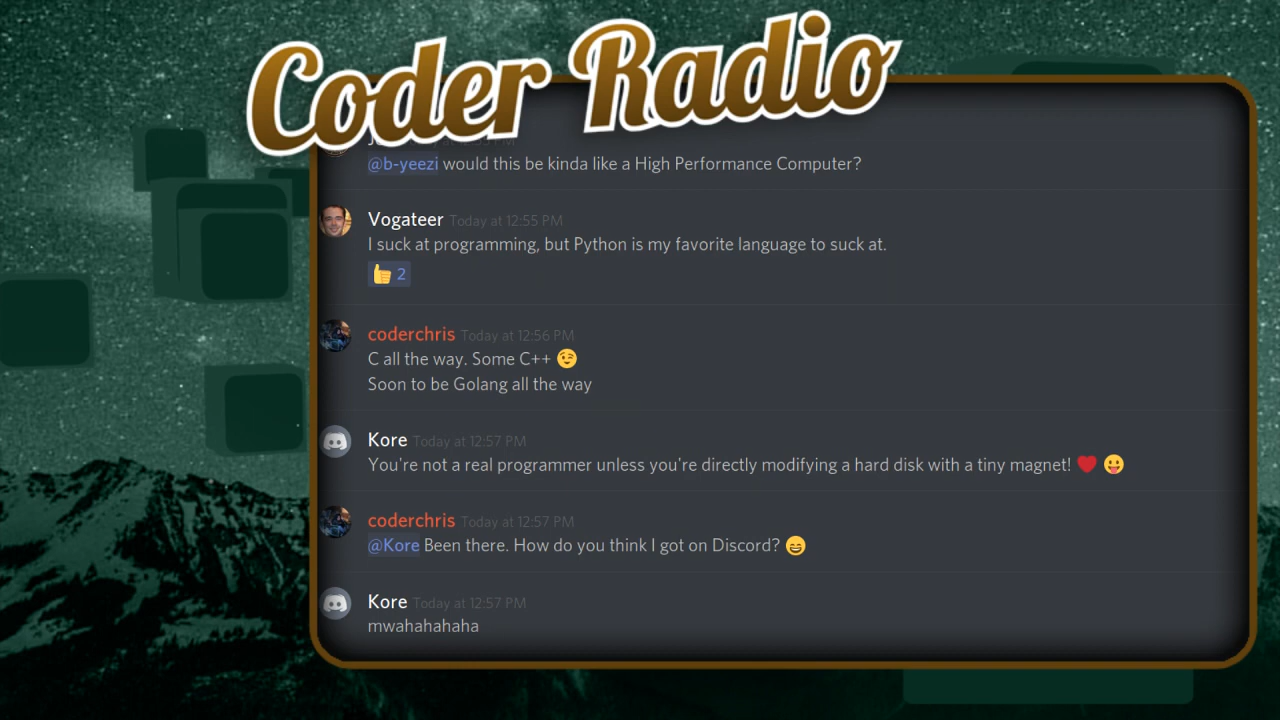 Coder Radio
@b-yeezi would this be kinda like a High Performance Computer?
Vogateer Today at 12:55 PM
I suck at programming, but Python is my favorite language to suck at.
👍 2
coderchris Today at 12:56 PM
C all the way. Some C++ 😉
Soon to be Golang all the way
Kore Today at 12:57 PM
You're not a real programmer unless you're directly modifying a hard disk with a tiny magnet! ❤️ 😛
coderchris Today at 12:57 PM
@Kore Been there. How do you think I got on Discord? 😄
Kore Today at 12:57 PM
mwahahahaha